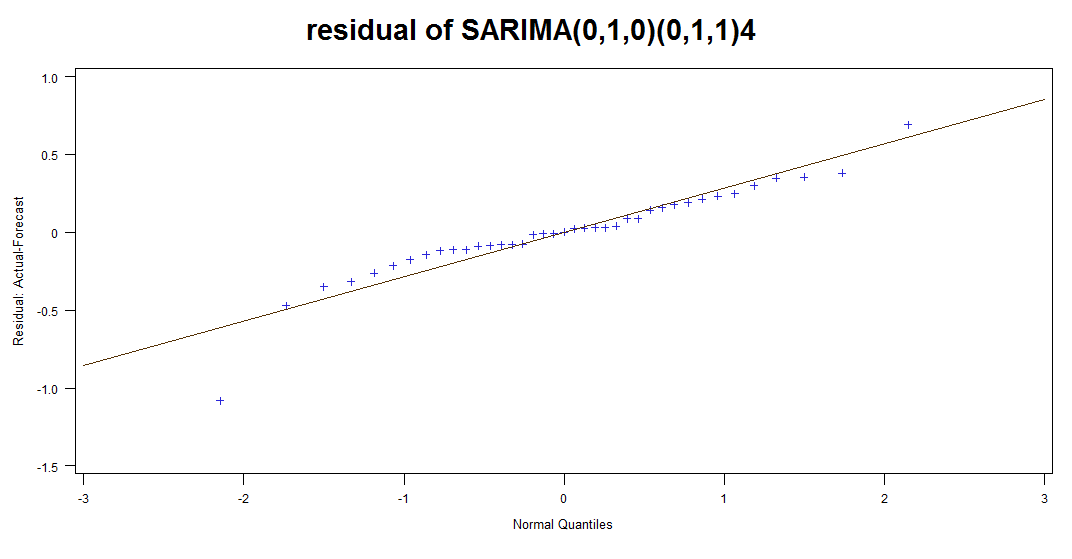 residual of SARIMA(0,1,0)(0,1,1)4
1.0
0.5
0
-0.5
-1.0
-1.5
Residual: Actual-Forecast
-3 -2 -1 0 1 2 3
Normal Quantiles